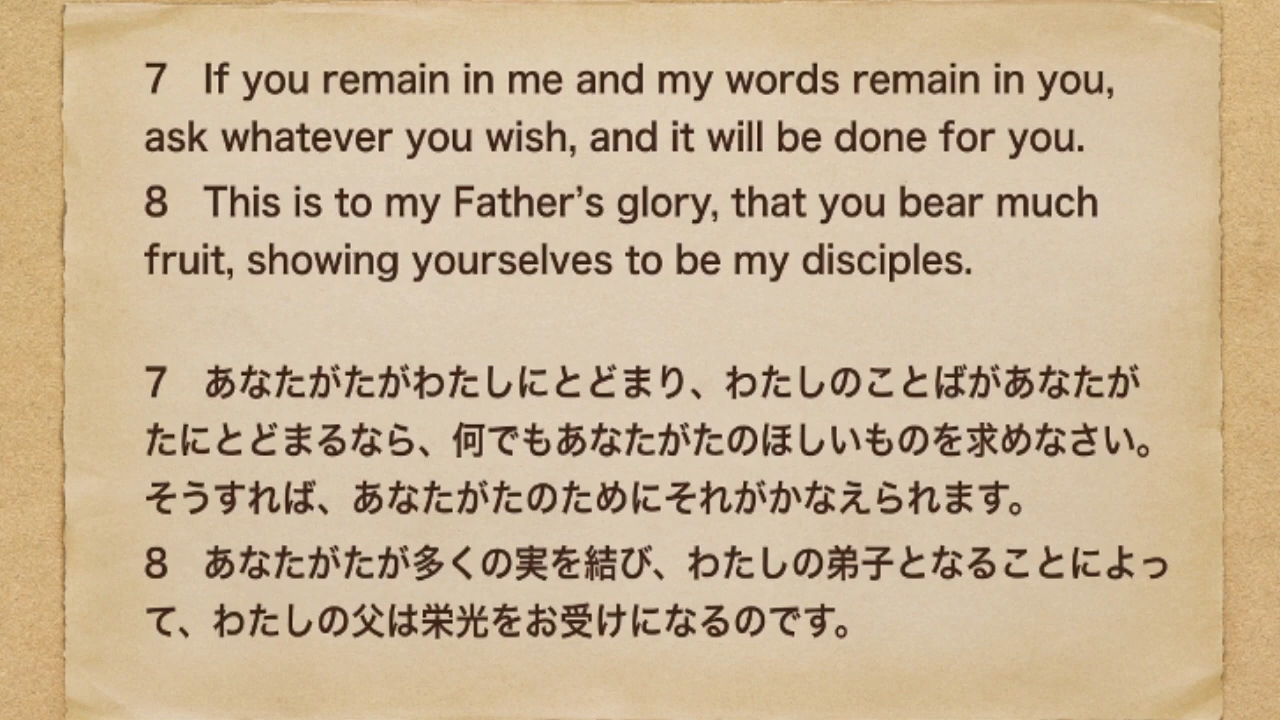 7 If you remain in me and my words remain in you,
ask whatever you wish, and it will be done for you.
8 This is to my Father’s glory, that you bear much
fruit, showing yourselves to be my disciples.
7 あなたがたがわたしにとどまり、わたしのことばがあなたが
たにとどまるなら、何でもあなたがたのほしいものを求めなさい。
そうすれば、あなたがたのためにそれがかなえられます。
8 あなたがたが多くの実を結び、わたしの弟子となることによっ
て、わたしの父は栄光をお受けになるのです。